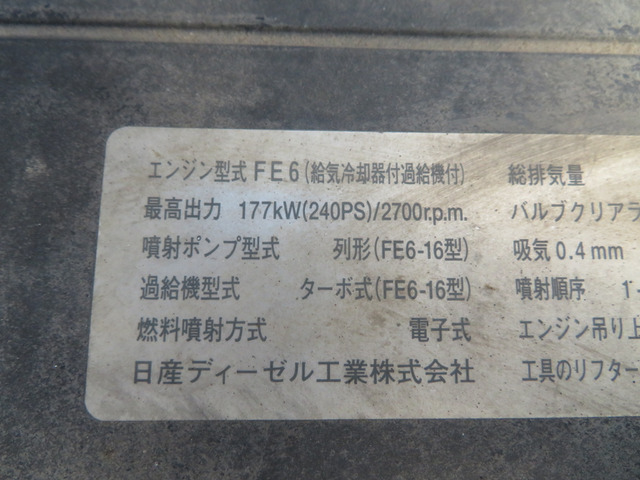 エンジン型式 FE6(給気冷却器付過給機付) 総排気量
最高出力 177kW(240PS)/2700r.p.m. バルブクリアラ
噴射ポンプ型式 列形(FE6-16型) 吸気0.4mm
過給機型式 ターボ式(FE6-16型) 噴射順序 1-
燃料噴射方式 電子式 エンジン吊り上
日産ディーゼル工業株式会社 工具のリフター